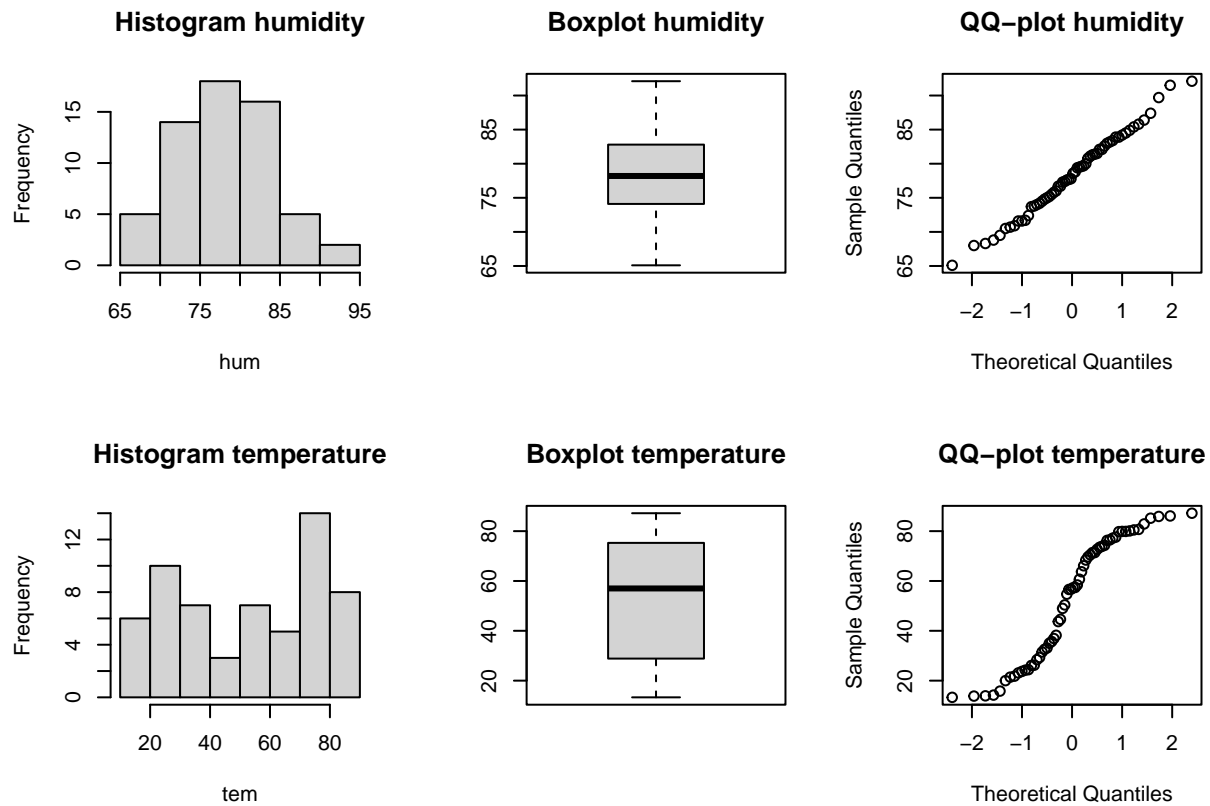 Histogram humidity
Frequency
0 5 10 15
65 75 85 95
hum
Boxplot humidity
65 75 85
QQ−plot humidity
Sample Quantiles
65 75 85
−2 −1 0 1 2
Theoretical Quantiles
Histogram temperature
Frequency
0 4 8 12
20 40 60 80
tem
Boxplot temperature
20 40 60 80
QQ−plot temperature
Sample Quantiles
20 40 60 80
−2 −1 0 1 2
Theoretical Quantiles